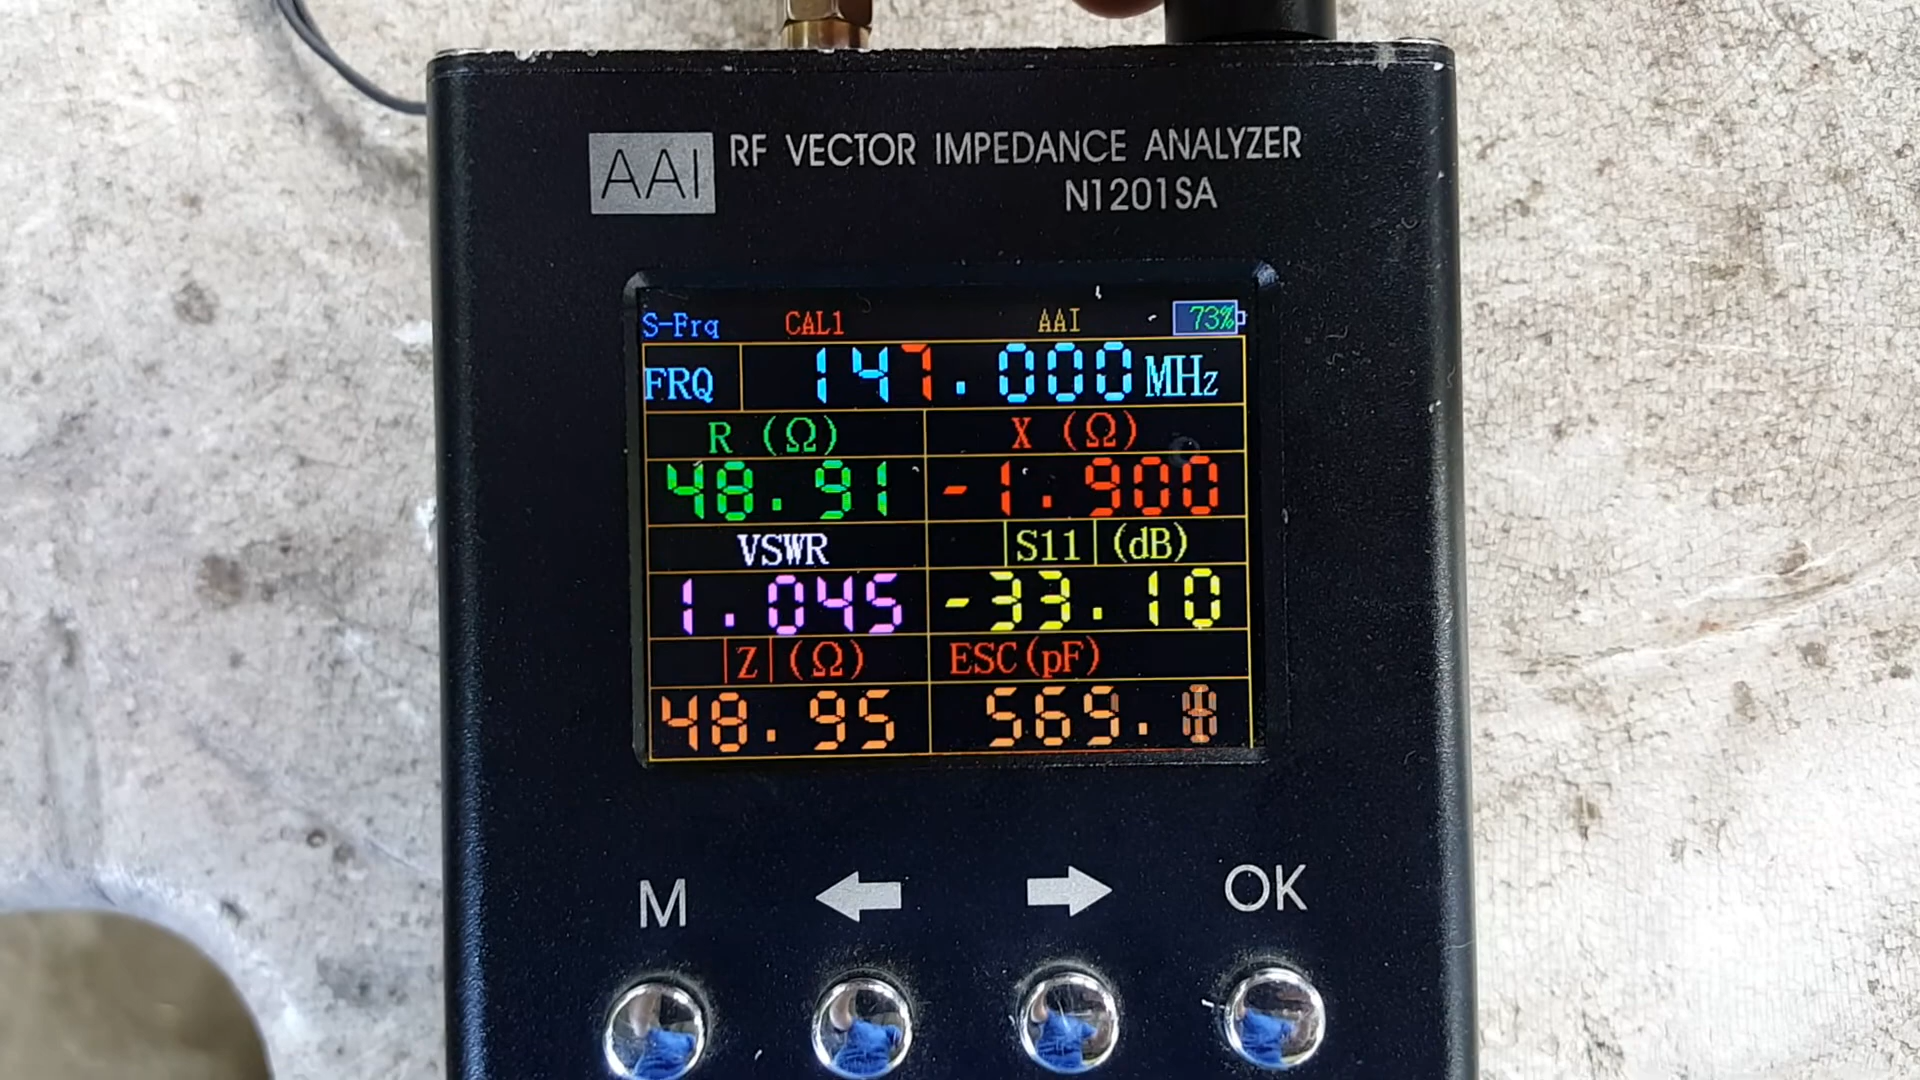 AAI RF VECTOR IMPEDANCE ANALYZER
N1201SA
S-Frq CAL1 AAI 73%
FRQ 147.000 MHz
R (Ω) X (Ω)
48.91 -1.900
VSWR |S11| (dB)
1.045 -33.10
|Z| (Ω) ESC(pF)
48.95
M OK